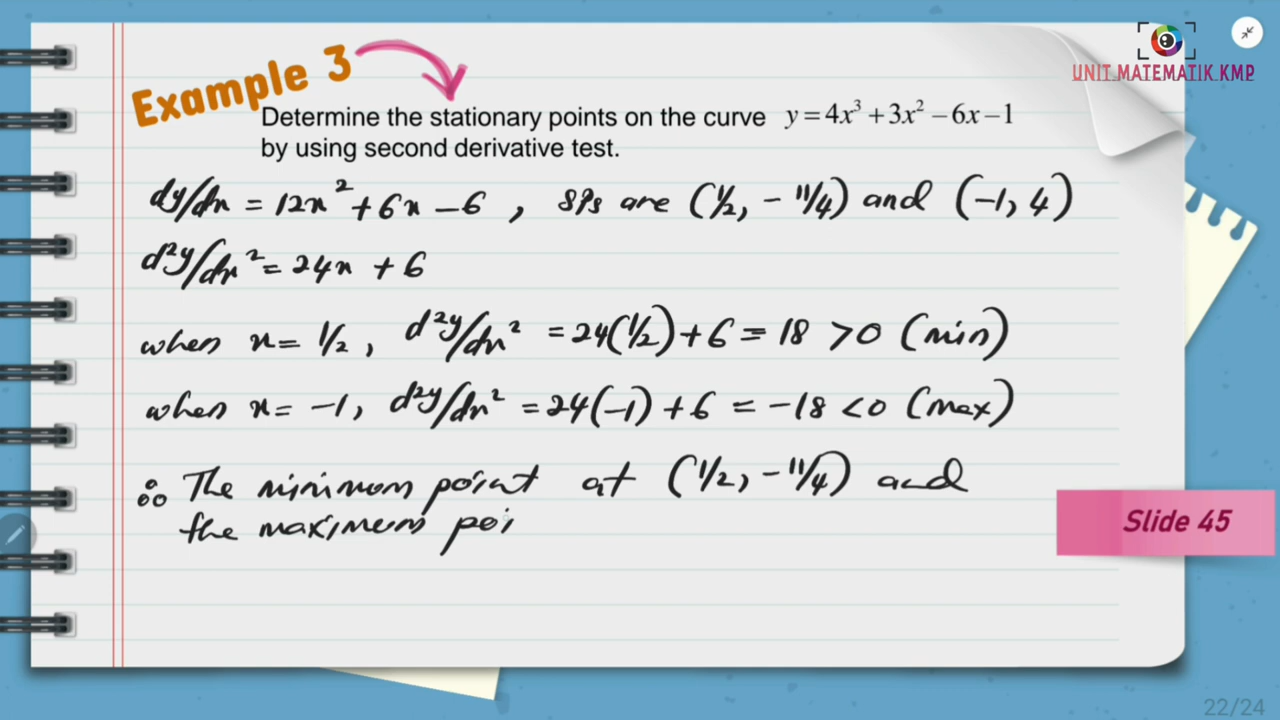 UNIT MATEMATIK KMP
Example 3
Determine the stationary points on the curve y = 4x³ + 3x² − 6x − 1
by using second derivative test.
dy/dx = 12x² + 6x − 6 , SPs are (1/2, − 11/4) and (−1, 4)
d²y/dx² = 24x + 6
when x = 1/2, d²y/dx² = 24(1/2) + 6 = 18 > 0 (min)
when x = −1, d²y/dx² = 24(−1) + 6 = −18 < 0 (max)
∴ The minimum point at (1/2, − 11/4) and
the maximum poi
Slide 45
22/24